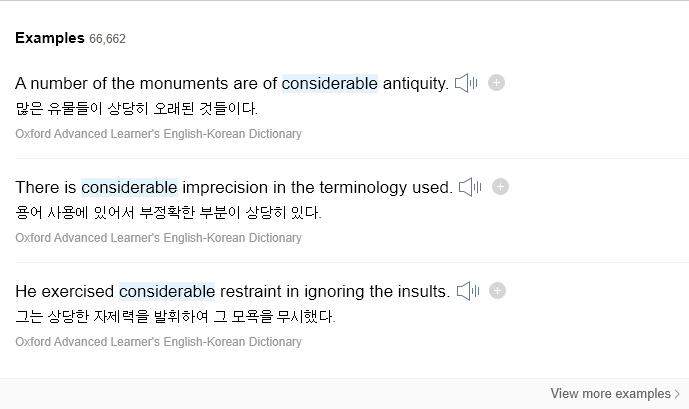 Examples 66,662
A number of the monuments are of considerable antiquity.
많은 유물들이 상당히 오래된 것들이다.
Oxford Advanced Learner's English-Korean Dictionary
There is considerable imprecision in the terminology used.
용어 사용에 있어서 부정확한 부분이 상당히 있다.
Oxford Advanced Learner's English-Korean Dictionary
He exercised considerable restraint in ignoring the insults.
그는 상당한 자제력을 발휘하여 그 모욕을 무시했다.
Oxford Advanced Learner's English-Korean Dictionary
View more examples